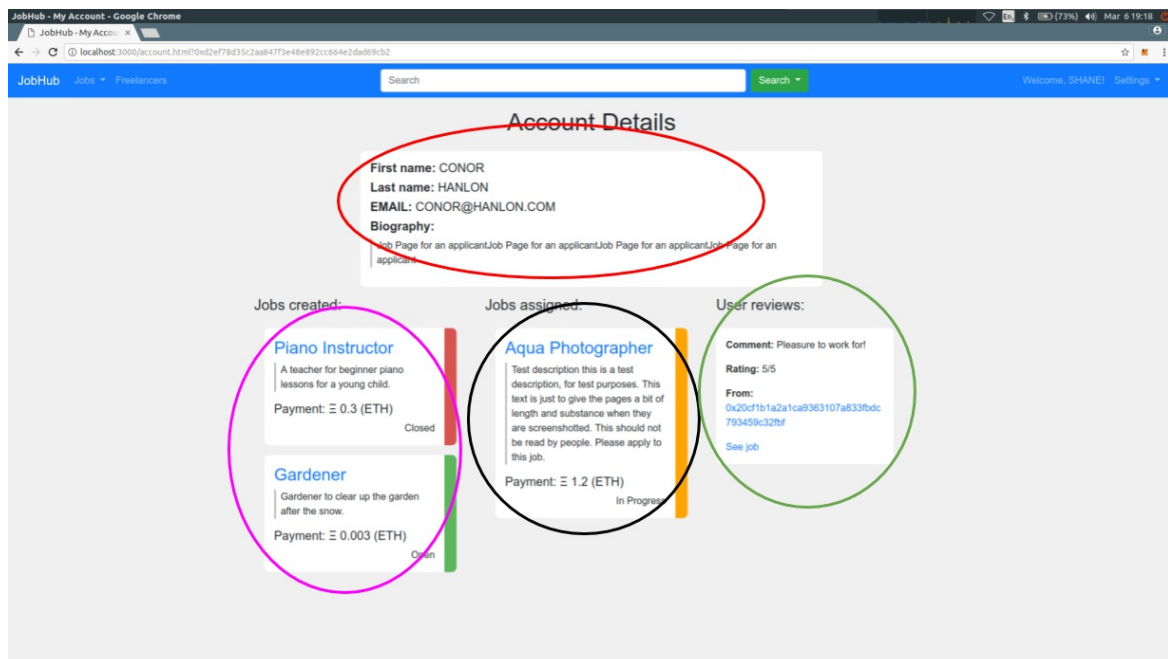 JobHub - My Account - Google Chrome
En
(73%)
Mar 6 19:18
JobHub - My Accou
localhost:3000/account.html?0xd2ef78d35c2aa847f3e48e892cc664e2dad69cb2
JobHub Jobs Freelancers
Search
Search
Welcome, SHANE! Settings
Account Details
First name: CONOR
Last name: HANLON
EMAIL: CONOR@HANLON.COM
Biography:
Job Page for an applicantJob Page for an applicantJob Page for an applicantJob Page for an
applicant
Jobs created:
Piano Instructor
A teacher for beginner piano
lessons for a young child.
Payment: Ξ 0.3 (ETH)
Closed
Gardener
Gardener to clear up the garden
after the snow.
Payment: Ξ 0.003 (ETH)
Open
Jobs assigned:
Aqua Photographer
Test description this is a test
description, for test purposes. This
text is just to give the pages a bit of
length and substance when they
are screenshotted. This should not
be read by people. Please apply to
this job.
Payment: Ξ 1.2 (ETH)
In Progress
User reviews:
Comment: Pleasure to work for!
Rating: 5/5
From:
0x20cf1b1a2a1ca9363107a833fbdc
793459c32fbf
See job